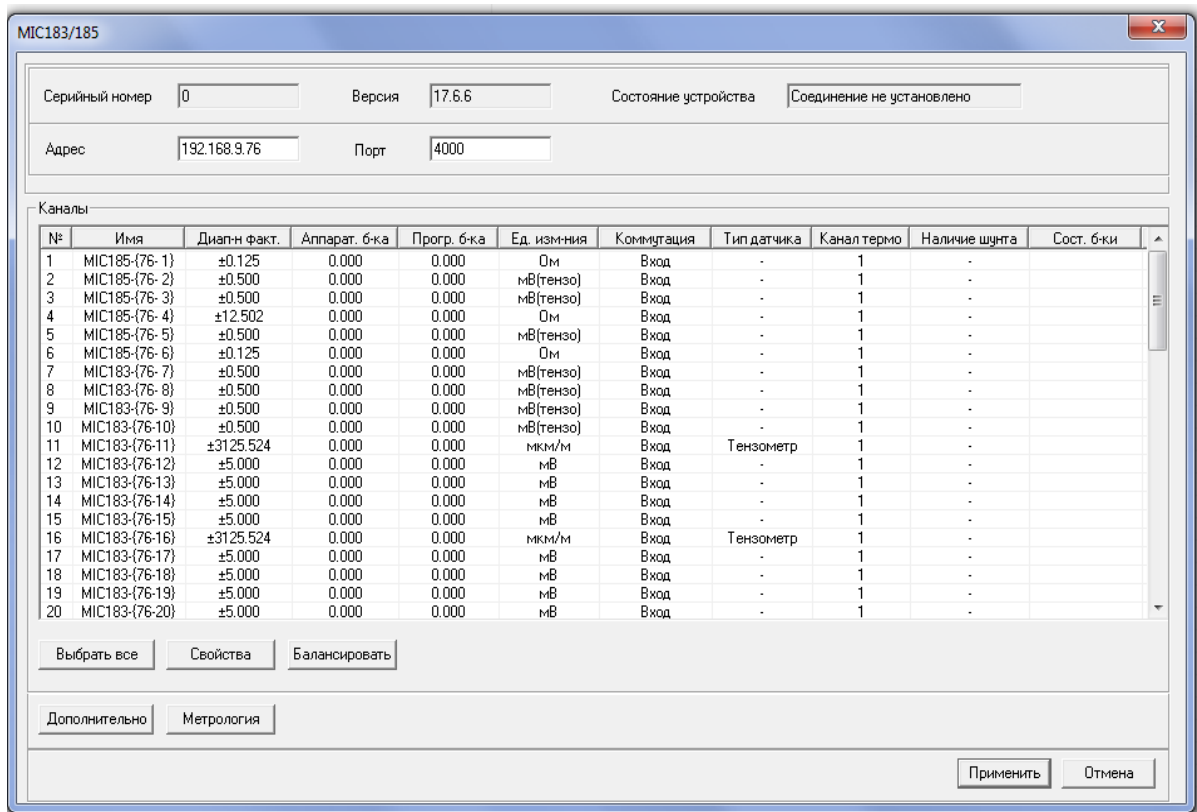 MIC183/185
Серийный номер 0 Версия 17.6.6 Состояние устройства Соединение не установлено
Адрес 192.168.9.76 Порт 4000
Каналы
№ Имя Диап-н факт. Аппарат. б-ка Прогр. б-ка Ед. изм-ния Коммутация Тип датчика Канал термо Наличие шунта Сост. б-ки
1 MIC185-{76- 1} ±0.125 0.000 0.000 Ом Вход - 1 -
2 MIC185-{76- 2} ±0.500 0.000 0.000 мВ(тензо) Вход - 1 -
3 MIC185-{76- 3} ±0.500 0.000 0.000 мВ(тензо) Вход - 1 -
4 MIC185-{76- 4} ±12.502 0.000 0.000 Ом Вход - 1 -
5 MIC185-{76- 5} ±0.500 0.000 0.000 мВ(тензо) Вход - 1 -
6 MIC185-{76- 6} ±0.125 0.000 0.000 Ом Вход - 1 -
7 MIC185-{76- 7} ±0.500 0.000 0.000 мВ(тензо) Вход - 1 -
8 MIC185-{76- 8} ±0.500 0.000 0.000 мВ(тензо) Вход - 1 -
9 MIC183-{76- 9} ±0.500 0.000 0.000 мВ(тензо) Вход - 1 -
10 MIC183-{76-10} ±0.500 0.000 0.000 мВ(тензо) Вход - 1 -
11 MIC183-{76-11} ±3125.524 0.000 0.000 мкм/м Вход Тензометр 1 -
12 MIC183-{76-12} ±5.000 0.000 0.000 мВ Вход - 1 -
13 MIC183-{76-13} ±5.000 0.000 0.000 мВ Вход - 1 -
14 MIC183-{76-14} ±5.000 0.000 0.000 мВ Вход - 1 -
15 MIC183-{76-15} ±5.000 0.000 0.000 мВ Вход - 1 -
16 MIC183-{76-16} ±3125.524 0.000 0.000 мкм/м Вход Тензометр 1 -
17 MIC183-{76-17} ±5.000 0.000 0.000 мВ Вход - 1 -
18 MIC183-{76-18} ±5.000 0.000 0.000 мВ Вход - 1 -
19 MIC183-{76-19} ±5.000 0.000 0.000 мВ Вход - 1 -
20 MIC183-{76-20} ±5.000 0.000 0.000 мВ Вход - 1 -
Выбрать все Свойства Балансировать
Дополнительно Метрология
Применить Отмена